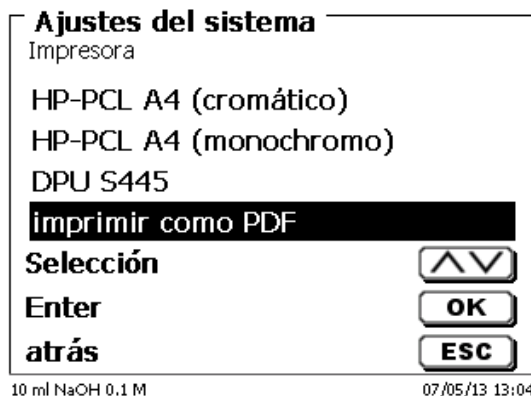 Ajustes del sistema
Impresora
HP-PCL A4 (cromático)
HP-PCL A4 (monochromo)
DPU S445
imprimir como PDF
Selección
Enter OK
atrás ESC
10 ml NaOH 0.1 M 07/05/13 13:04